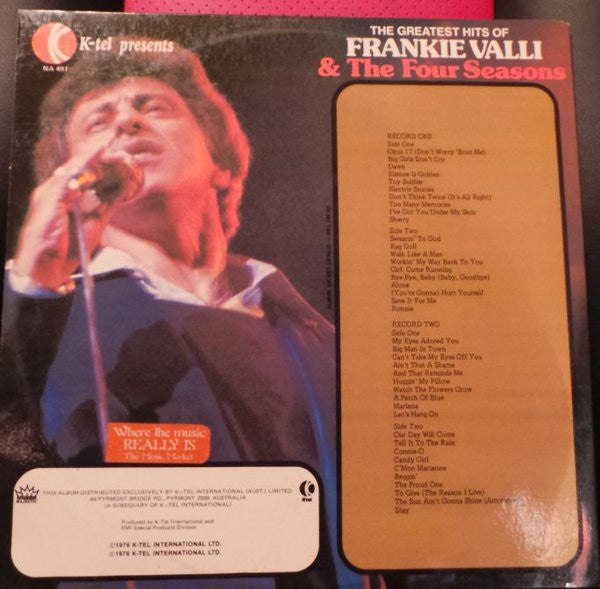 K K-tel presents
NA 491
THE GREATEST HITS OF
FRANKIE VALLI
& The Four Seasons
RECORD ONE
Side One
Opus 17 (Don't Worry 'Bout Me)
Big Girls Don't Cry
Dawn
Silence Is Golden
Toy Soldier
Electric Stories
Don't Think Twice (It's All Right)
Too Many Memories
I've Got You Under My Skin
Sherry
Side Two
Swearin' To God
Rag Doll
Walk Like A Man
Workin' My Way Back To You
Girl, Come Running
Bye-Bye, Baby (Baby, Goodbye)
Alone
(You're Gonna) Hurt Yourself
Save It For Me
Ronnie
RECORD TWO
Side One
My Eyes Adored You
Big Man In Town
Can't Take My Eyes Off You
Ain't That A Shame
And That Reminds Me
Huggin' My Pillow
Watch The Flowers Grow
A Patch Of Blue
Marlena
Let's Hang On
Side Two
Our Day Will Come
Tell It To The Rain
Connie-O
Candy Girl
C'Mon Marianne
Beggin'
The Proud One
To Give (The Reason I Live)
The Sun Ain't Gonna Shine (Anymore)
Stay
Where the music
REALLY IS
The Music Market
MAJESTIC
THIS ALBUM DISTRIBUTED EXCLUSIVELY BY K-TEL INTERNATIONAL (AUST.) LIMITED
46 PYRMONT BRIDGE RD., PYRMONT 2009, AUSTRALIA
(A SUBSIDIARY OF K-TEL INTERNATIONAL)
K
K-tel
Produced by K-Tel International and
EMI Special Products Division
Ⓒ1976 K-TEL INTERNATIONAL LTD.
Ⓟ1976 K-TEL INTERNATIONAL LTD.